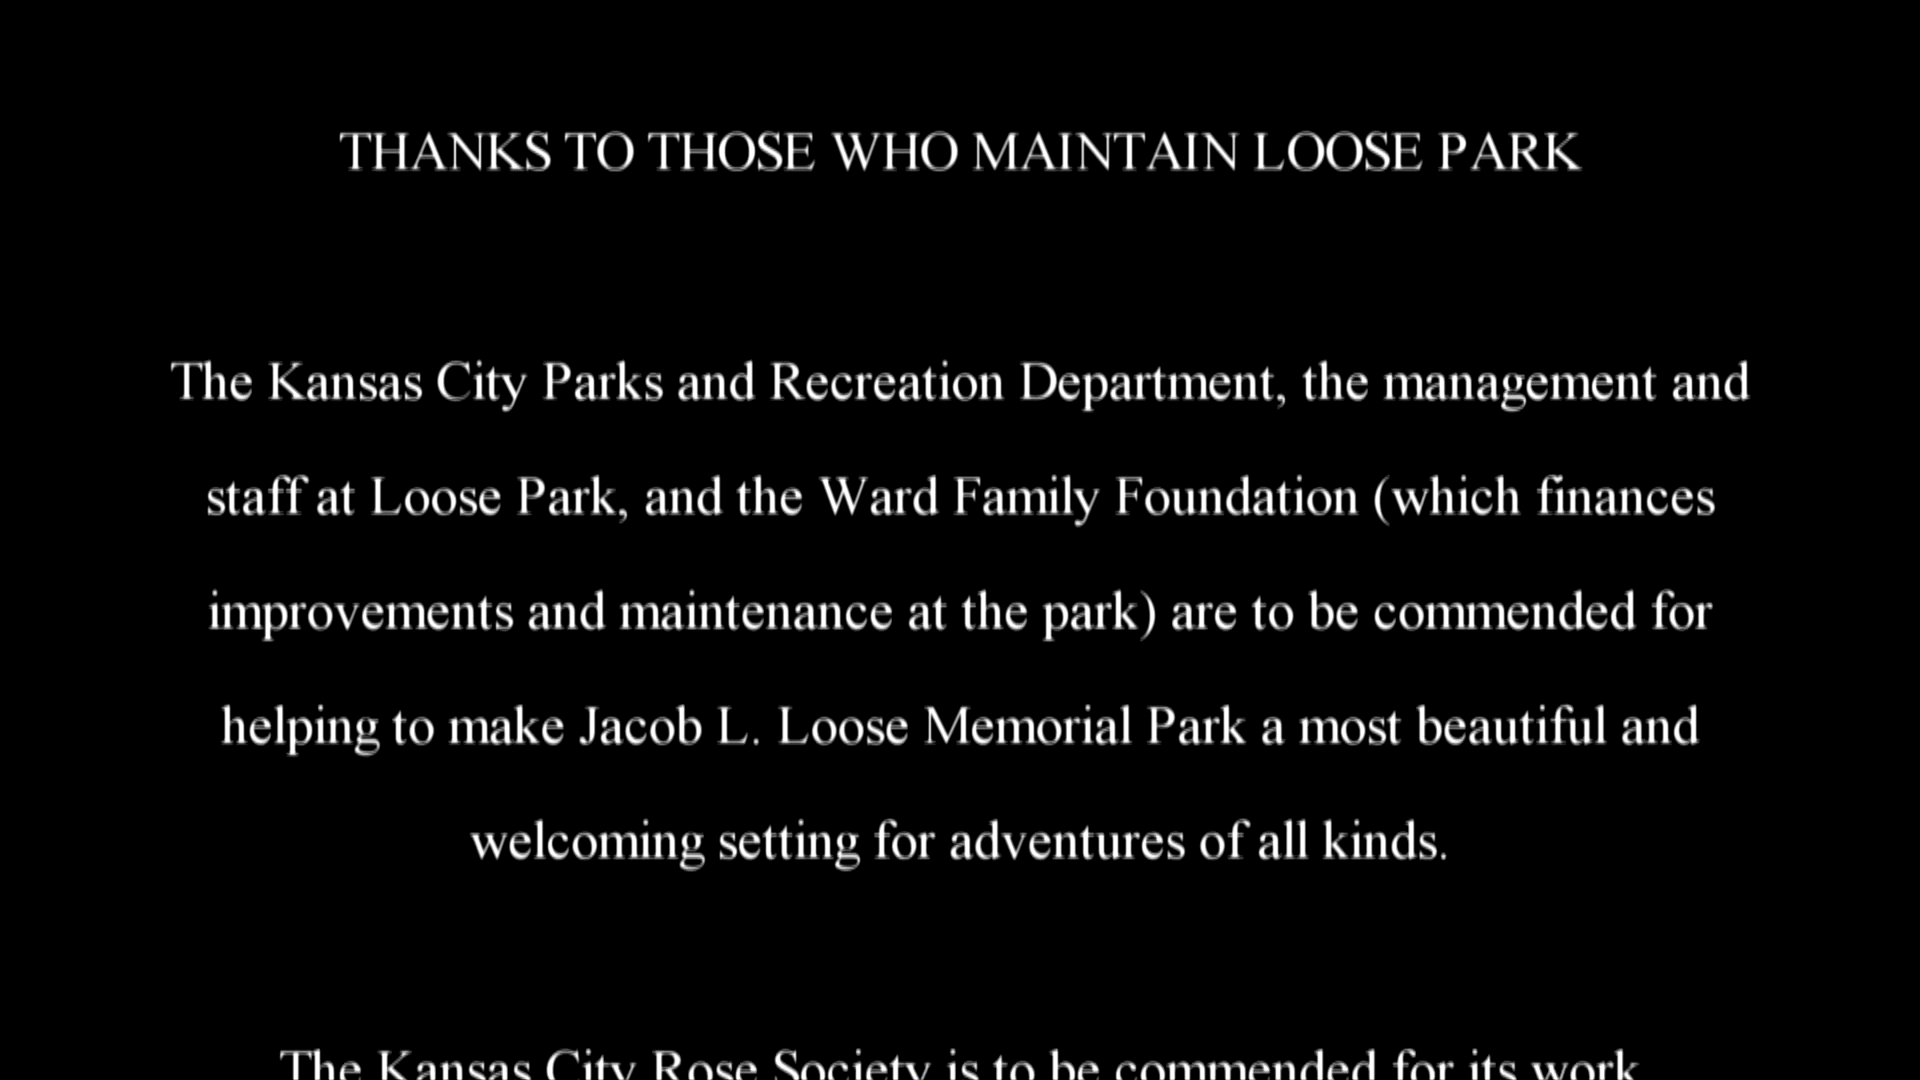 THANKS TO THOSE WHO MAINTAIN LOOSE PARK
The Kansas City Parks and Recreation Department, the management and
staff at Loose Park, and the Ward Family Foundation (which finances
improvements and maintenance at the park) are to be commended for
helping to make Jacob L. Loose Memorial Park a most beautiful and
welcoming setting for adventures of all kinds.
The Kansas City Rose Society is to be commended for its work